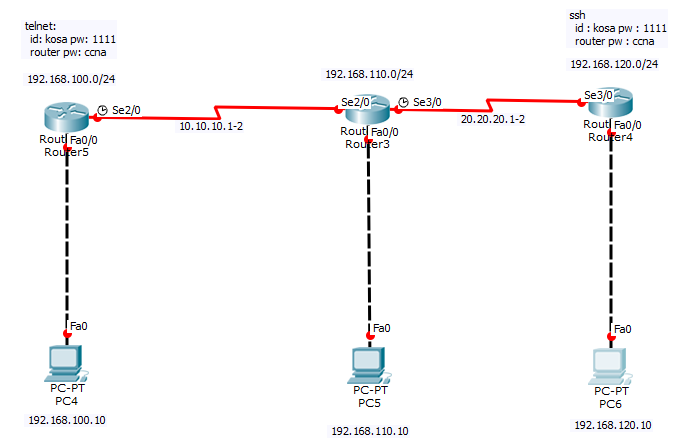 telnet:
id: kosa pw: 1111
router pw: ccna
192.168.100.0/24
192.168.110.0/24
ssh
id : kosa pw : 1111
router pw : ccna
192.168.120.0/24
Se2/0
10.10.10.1-2
Se2/0
Se3/0
20.20.20.1-2
Se3/0
Rout
Fa0/0
Router5
Rout
Fa0/0
Router3
Rout
Fa0/0
Router4
Fa0
PC-PT
PC4
192.168.100.10
Fa0
PC-PT
PC5
192.168.110.10
Fa0
PC-PT
PC6
192.168.120.10